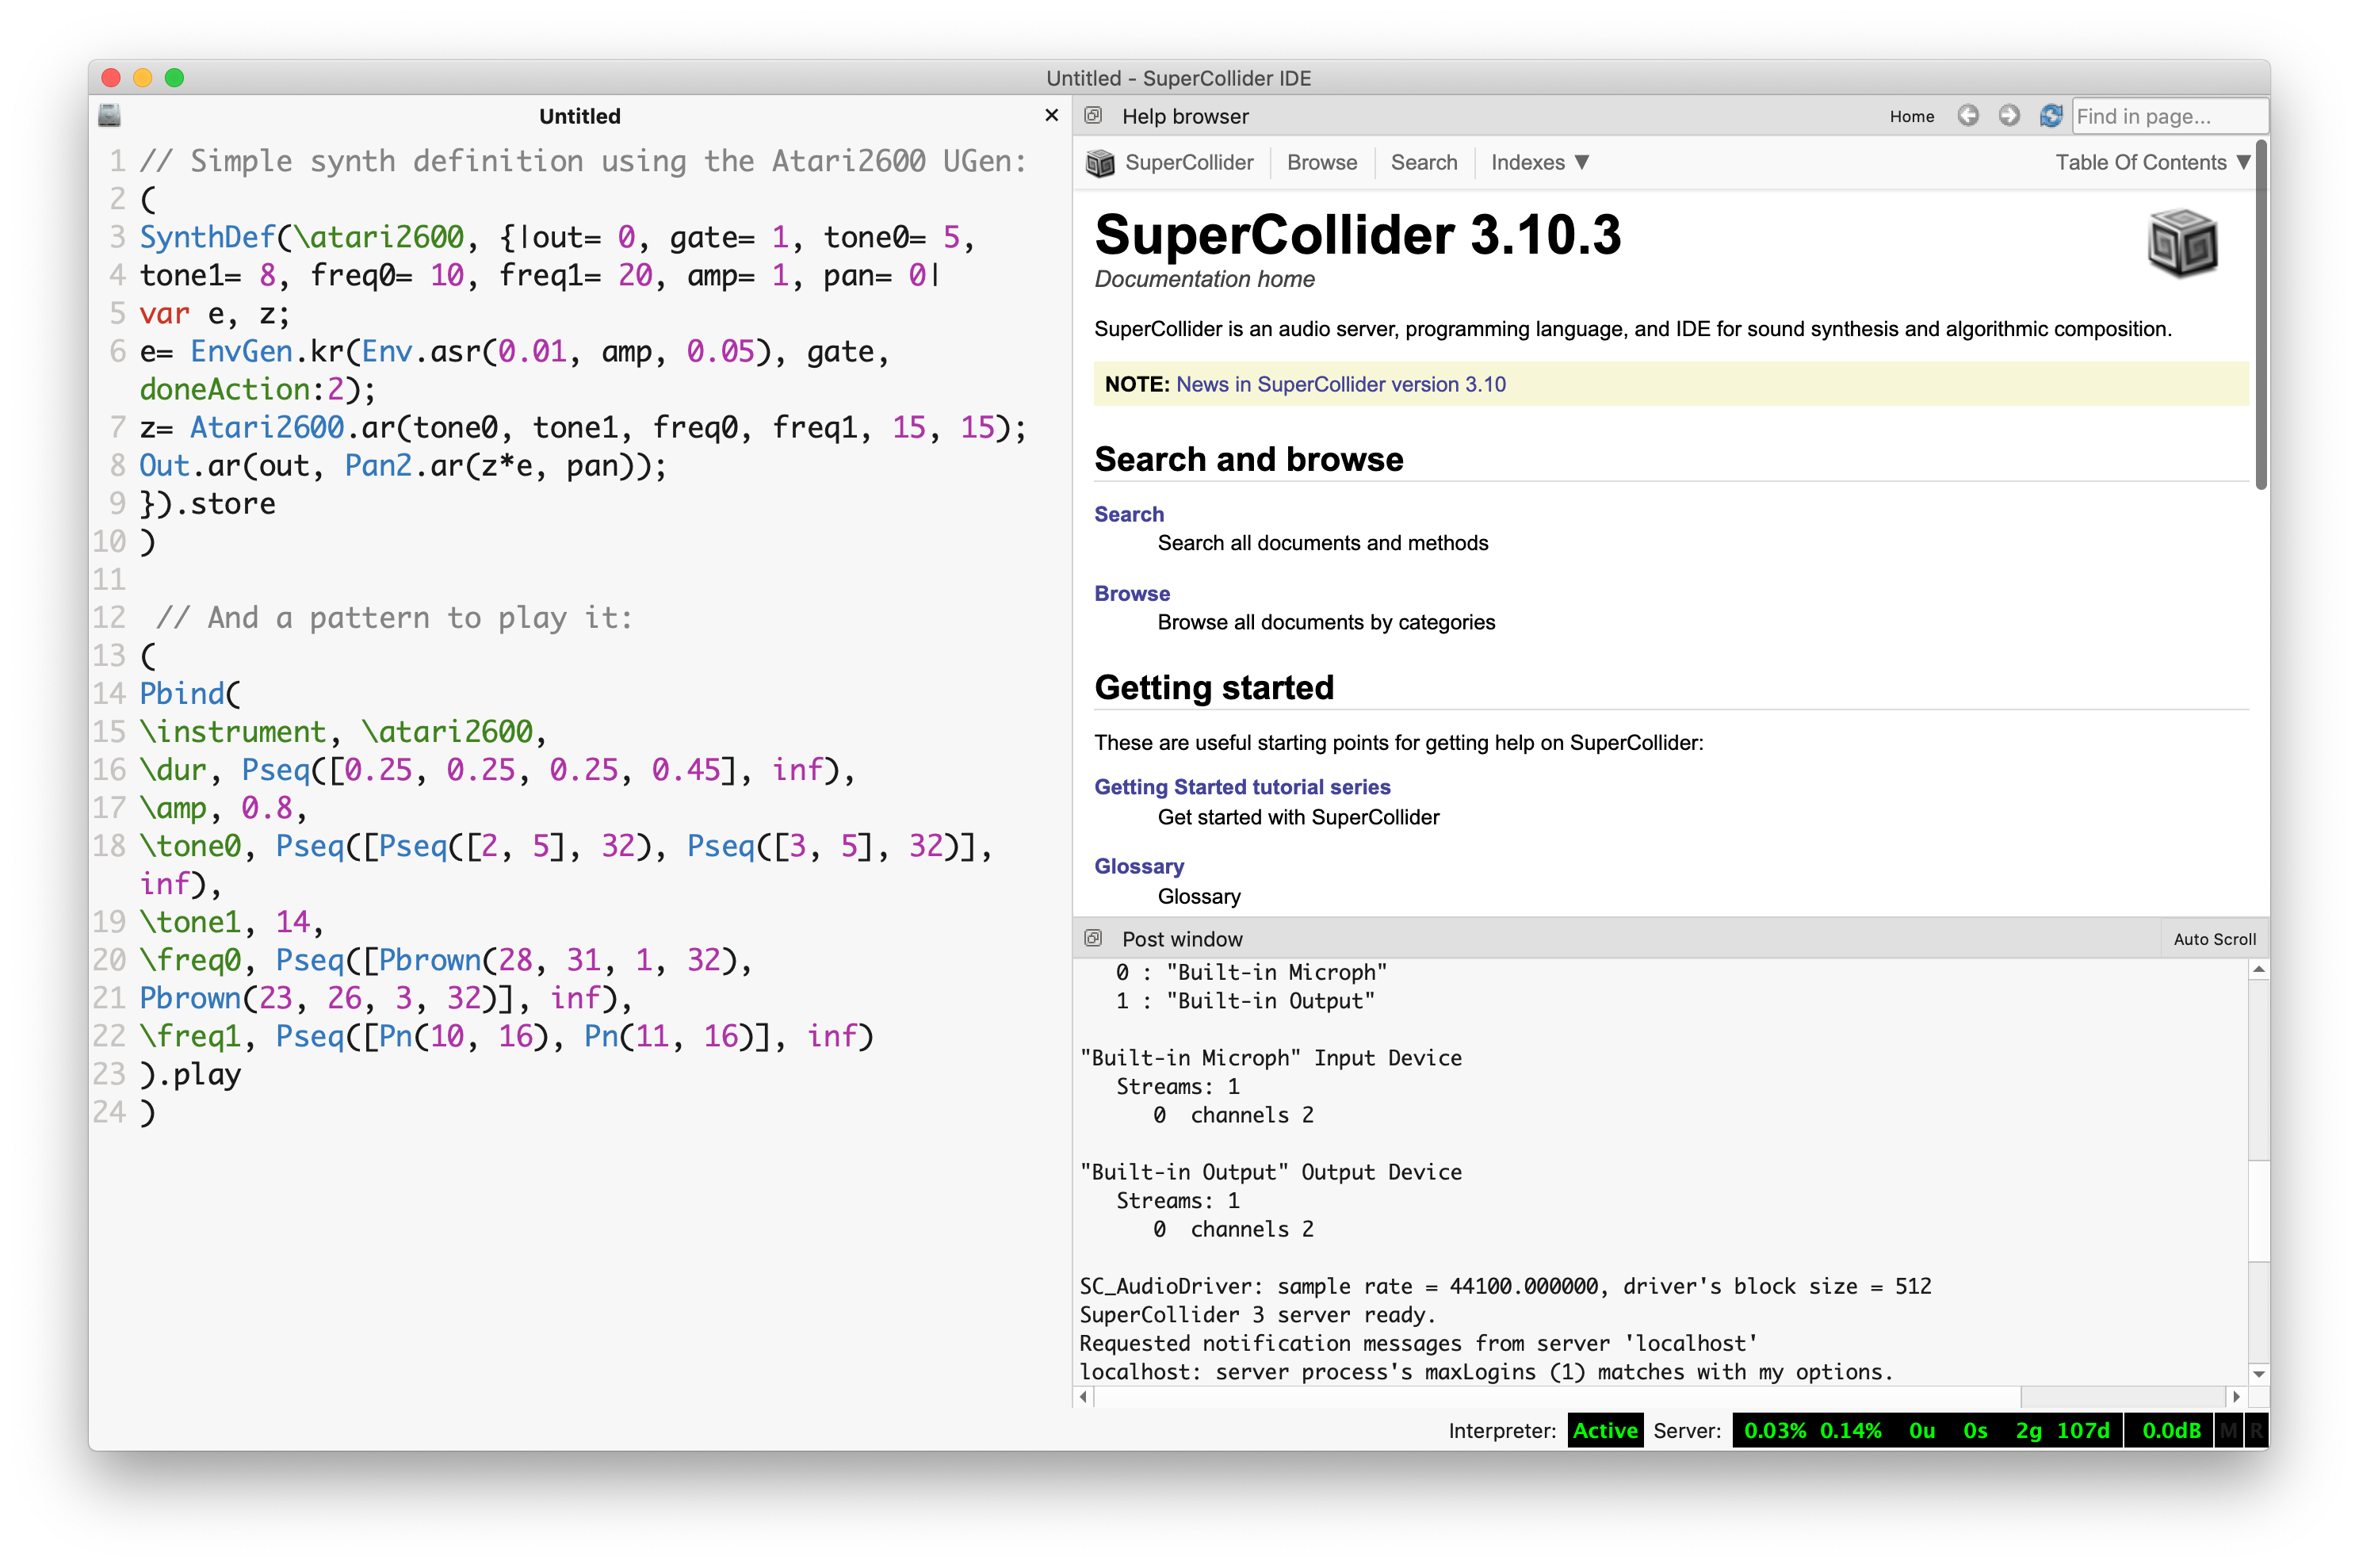 Untitled - SuperCollider IDE
Untitled
1 // Simple synth definition using the Atari2600 UGen:
2 (
3 SynthDef(\atari2600, {|out= 0, gate= 1, tone0= 5,
4 tone1= 8, freq0= 10, freq1= 20, amp= 1, pan= 0|
5 var e, z;
6 e= EnvGen.kr(Env.asr(0.01, amp, 0.05), gate,
doneAction:2);
7 z= Atari2600.ar(tone0, tone1, freq0, freq1, 15, 15);
8 Out.ar(out, Pan2.ar(z*e, pan));
9 }).store
10 )
11
12 // And a pattern to play it:
13 (
14 Pbind(
15 \instrument, \atari2600,
16 \dur, Pseq([0.25, 0.25, 0.25, 0.45], inf),
17 \amp, 0.8,
18 \tone0, Pseq([Pseq([2, 5], 32), Pseq([3, 5], 32)],
inf),
19 \tone1, 14,
20 \freq0, Pseq([Pbrown(28, 31, 1, 32),
21 Pbrown(23, 26, 3, 32)], inf),
22 \freq1, Pseq([Pn(10, 16), Pn(11, 16)], inf)
23 ).play
24 )
Help browser
Home
Find in page...
SuperCollider Browse Search Indexes ▼
Table Of Contents ▼
SuperCollider 3.10.3
Documentation home
SuperCollider is an audio server, programming language, and IDE for sound synthesis and algorithmic composition.
NOTE: News in SuperCollider version 3.10
Search and browse
Search
Search all documents and methods
Browse
Browse all documents by categories
Getting started
These are useful starting points for getting help on SuperCollider:
Getting Started tutorial series
Get started with SuperCollider
Glossary
Glossary
Post window
Auto Scroll
0 : "Built-in Microph"
1 : "Built-in Output"
"Built-in Microph" Input Device
Streams: 1
0 channels 2
"Built-in Output" Output Device
Streams: 1
0 channels 2
SC_AudioDriver: sample rate = 44100.000000, driver's block size = 512
SuperCollider 3 server ready.
Requested notification messages from server 'localhost'
localhost: server process's maxLogins (1) matches with my options.
Interpreter: Active Server: 0.03% 0.14% 0u 0s 2g 107d 0.0dB M R